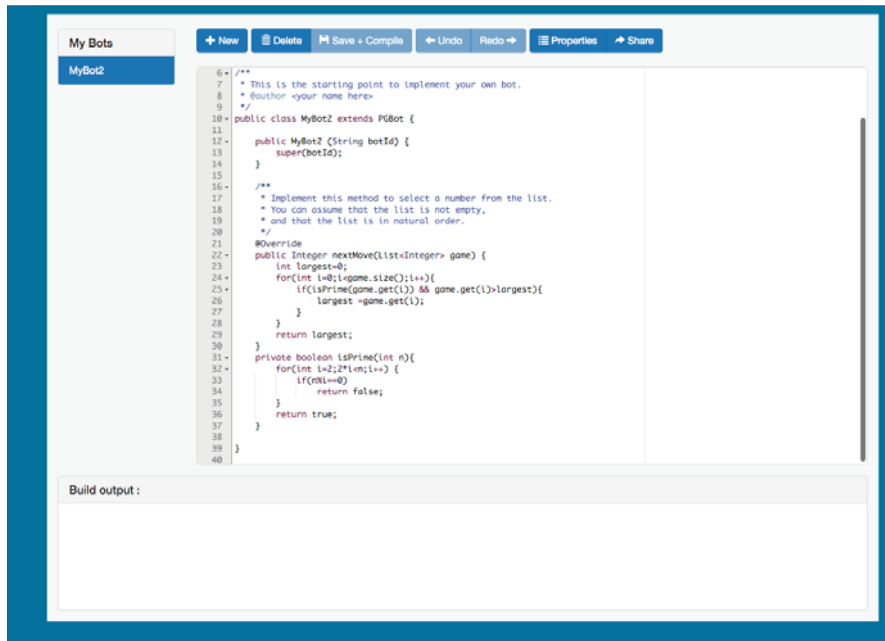 My Bots
MyBot2
+ New
Delete
Save + Compile
Undo
Redo
Properties
Share
6 /**
7  * This is the starting point to implement your own bot.
8  * @author <your name here>
9  */
10 public class MyBot2 extends PGBot {
11
12     public MyBot2 (String botId) {
13         super(botId);
14     }
15
16     /**
17      * Implement this method to select a number from the list.
18      * You can assume that the list is not empty,
19      * and that the list is in natural order.
20      */
21     @Override
22     public Integer nextMove(List<Integer> game) {
23         int largest=0;
24         for(int i=0;i<game.size();i++){
25             if(isPrime(game.get(i)) && game.get(i)>largest){
26                 largest =game.get(i);
27             }
28         }
29         return largest;
30     }
31     private boolean isPrime(int n){
32         for(int i=2;2*i<n;i++) {
33             if(n%i==0)
34                 return false;
35         }
36         return true;
37     }
38
39 }
40
Build output :